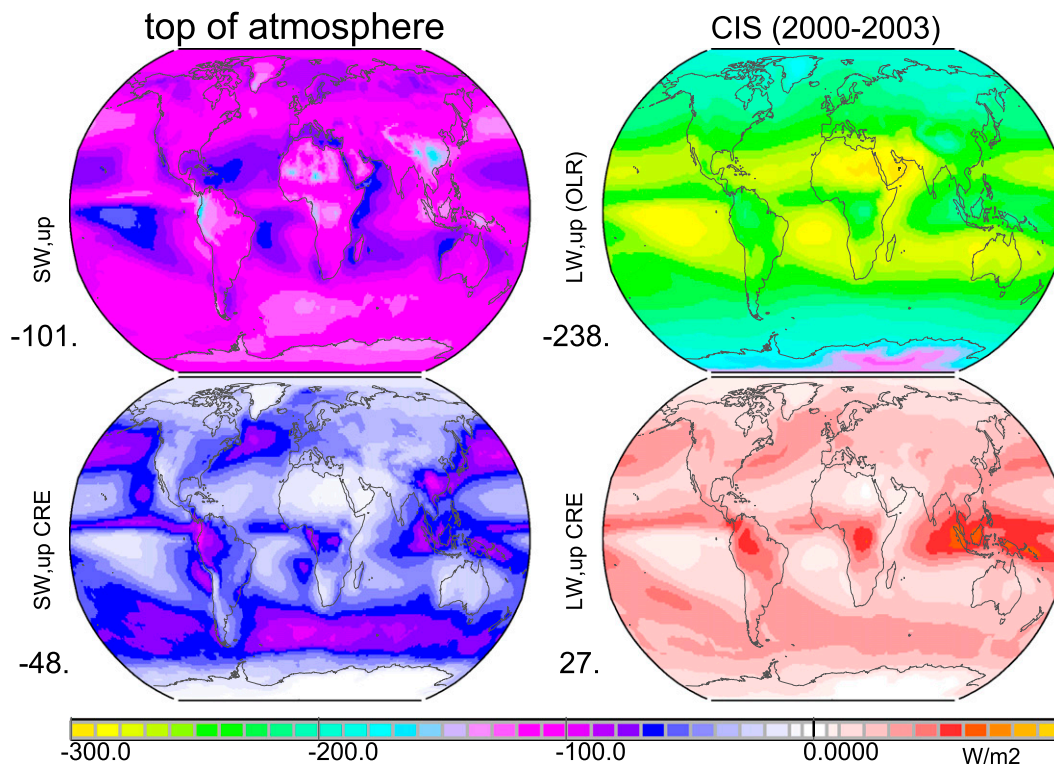 top of atmosphere
CIS (2000-2003)
SW,up
LW,up (OLR)
-101.
-238.
SW,up CRE
LW,up CRE
-48.
27.
-300.0 -200.0 -100.0 0.0000 W/m2